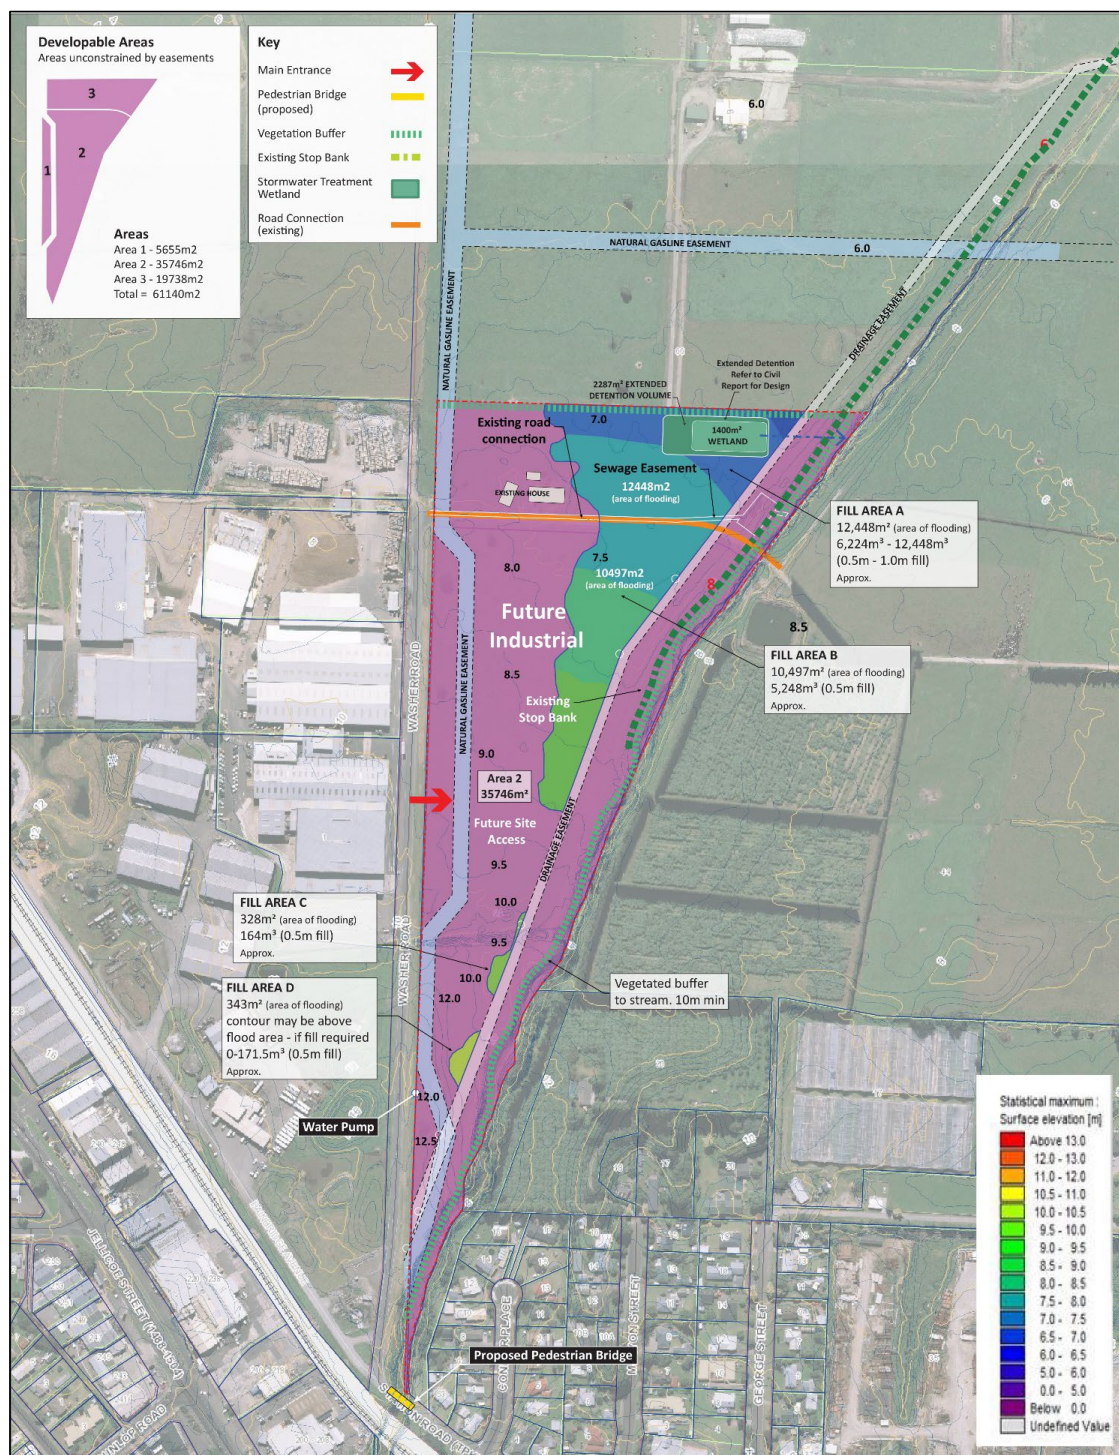 Developable Areas
Areas unconstrained by easements
3
2
1
Areas
Area 1 - 5655m2
Area 2 - 35746m2
Area 3 - 19738m2
Total = 61140m2
Key
Main Entrance
Pedestrian Bridge
(proposed)
Vegetation Buffer
Existing Stop Bank
Stormwater Treatment
Wetland
Road Connection
(existing)
6.0
6
NATURAL GASLINE EASEMENT
6.0
NATURAL GASLINE EASEMENT
DRAINAGE EASEMENT
Extended Detention
Refer to Civil
Report for Design
2287m² EXTENDED
DETENTION VOLUME
7.0
1400m²
WETLAND
Existing road
connection
Sewage Easement
12448m2
(area of flooding)
EXISTING HOUSE
FILL AREA A
12,448m² (area of flooding)
6,224m³ - 12,448m³
(0.5m - 1.0m fill)
Approx.
7.5
8.0
10497m2
(area of flooding)
8
8.5
Future
Industrial
FILL AREA B
10,497m² (area of flooding)
5,248m³ (0.5m fill)
Approx.
8.5
Existing
Stop Bank
WASHER ROAD
NATURAL GASLINE EASEMENT
9.0
Area 2
35746m²
Future Site
Access
DRAINAGE EASEMENT
9.5
10.0
9.5
FILL AREA C
328m² (area of flooding)
164m³ (0.5m fill)
Approx.
WASHER ROAD
10.0
12.0
Vegetated buffer
to stream. 10m min
FILL AREA D
343m² (area of flooding)
contour may be above
flood area - if fill required
0-171.5m³ (0.5m fill)
Approx.
12.0
Water Pump
12.5
JELLICOE STREET
GEORGE STREET
Proposed Pedestrian Bridge
Statistical maximum :
Surface elevation [m]
Above 13.0
12.0 - 13.0
11.0 - 12.0
10.5 - 11.0
10.0 - 10.5
9.5 - 10.0
9.0 - 9.5
8.5 - 9.0
8.0 - 8.5
7.5 - 8.0
7.0 - 7.5
6.5 - 7.0
6.0 - 6.5
5.0 - 6.0
0.0 - 5.0
Below 0.0
Undefined Value